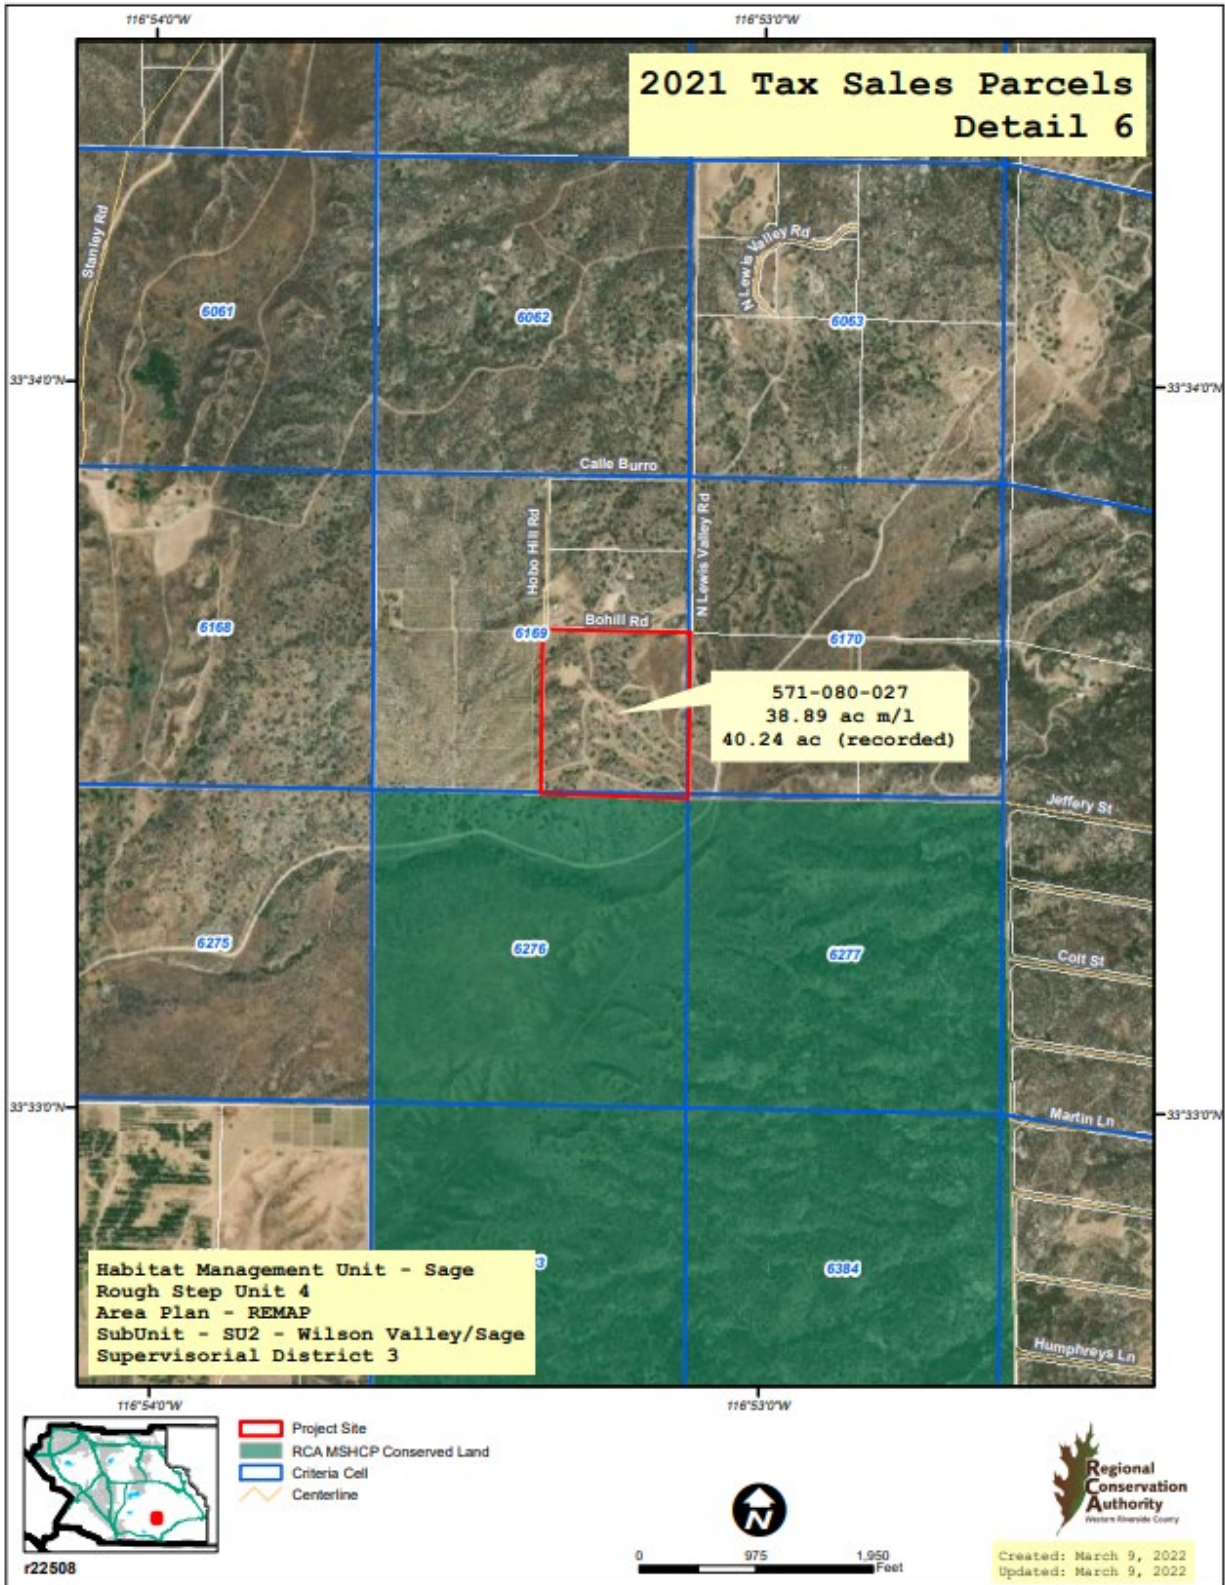 116°54'0"W 116°53'0"W
2021 Tax Sales Parcels
Detail 6
Stanley Rd
N Lewis Valley Rd
6061
6062
6063
33°34'0"N
33°34'0"N
Calle Burro
Hobo Hill Rd
N Lewis Valley Rd
Bohill Rd
6168
6169
6170
571-080-027
38.89 ac m/l
40.24 ac (recorded)
Jeffery St
6275
6276
6277
Colt St
33°33'0"N
33°33'0"N
Martin Ln
Habitat Management Unit - Sage
Rough Step Unit 4
Area Plan - REMAP
SubUnit - SU2 - Wilson Valley/Sage
Supervisorial District 3
3
6384
Humphreys Ln
116°54'0"W 116°53'0"W
Project Site
RCA MSHCP Conserved Land
Criteria Cell
Centerline
r22508
N
0 975 1,950
Feet
Regional
Conservation
Authority
Western Riverside County
Created: March 9, 2022
Updated: March 9, 2022